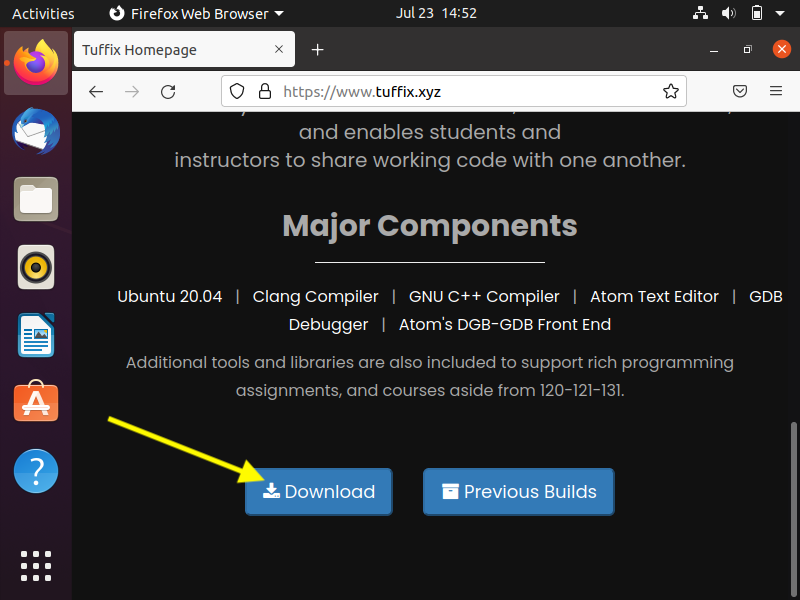 Activities Firefox Web Browser Jul 23 14:52
Tuffix Homepage
https://www.tuffix.xyz
and enables students and
instructors to share working code with one another.
Major Components
Ubuntu 20.04 | Clang Compiler | GNU C++ Compiler | Atom Text Editor | GDB
Debugger | Atom's DGB-GDB Front End
Additional tools and libraries are also included to support rich programming
assignments, and courses aside from 120-121-131.
Download Previous Builds